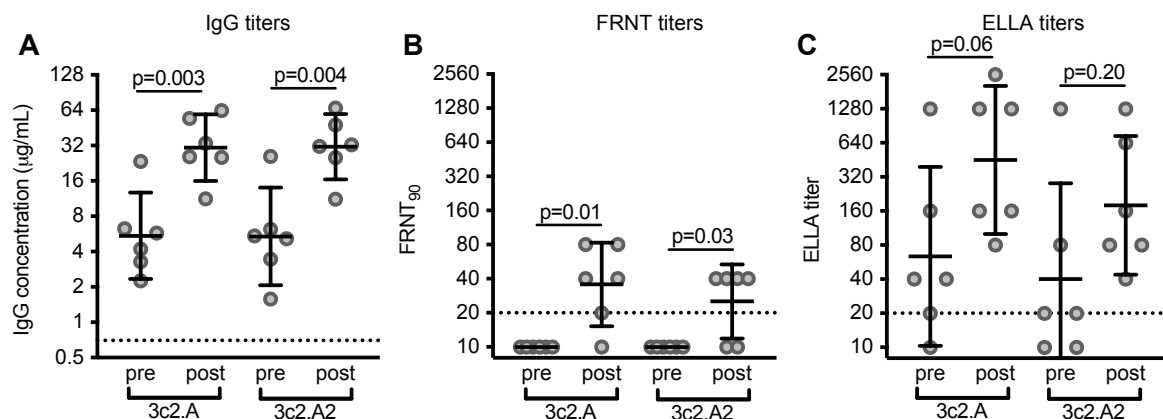 IgG titers
FRNT titers
ELLA titers
A
B
C
IgG concentration (μg/mL)
128
64
32
16
8
4
2
1
0.5
p=0.003
p=0.004
pre
post
pre
post
3c2.A
3c2.A2
FRNT90
2560
1280
640
320
160
80
40
20
10
p=0.01
p=0.03
pre
post
pre
post
3c2.A
3c2.A2
ELLA titer
2560
1280
640
320
160
80
40
20
10
p=0.06
p=0.20
pre
post
pre
post
3c2.A
3c2.A2